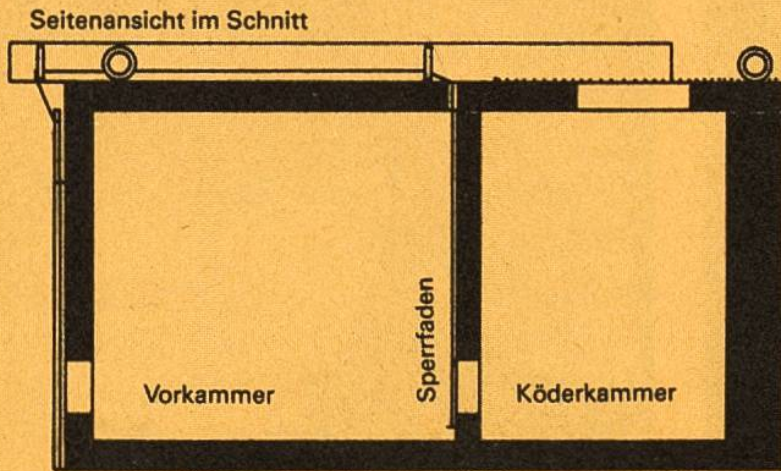 Seitenansicht im Schnitt
Sperrfaden
Vorkammer
Köderkammer